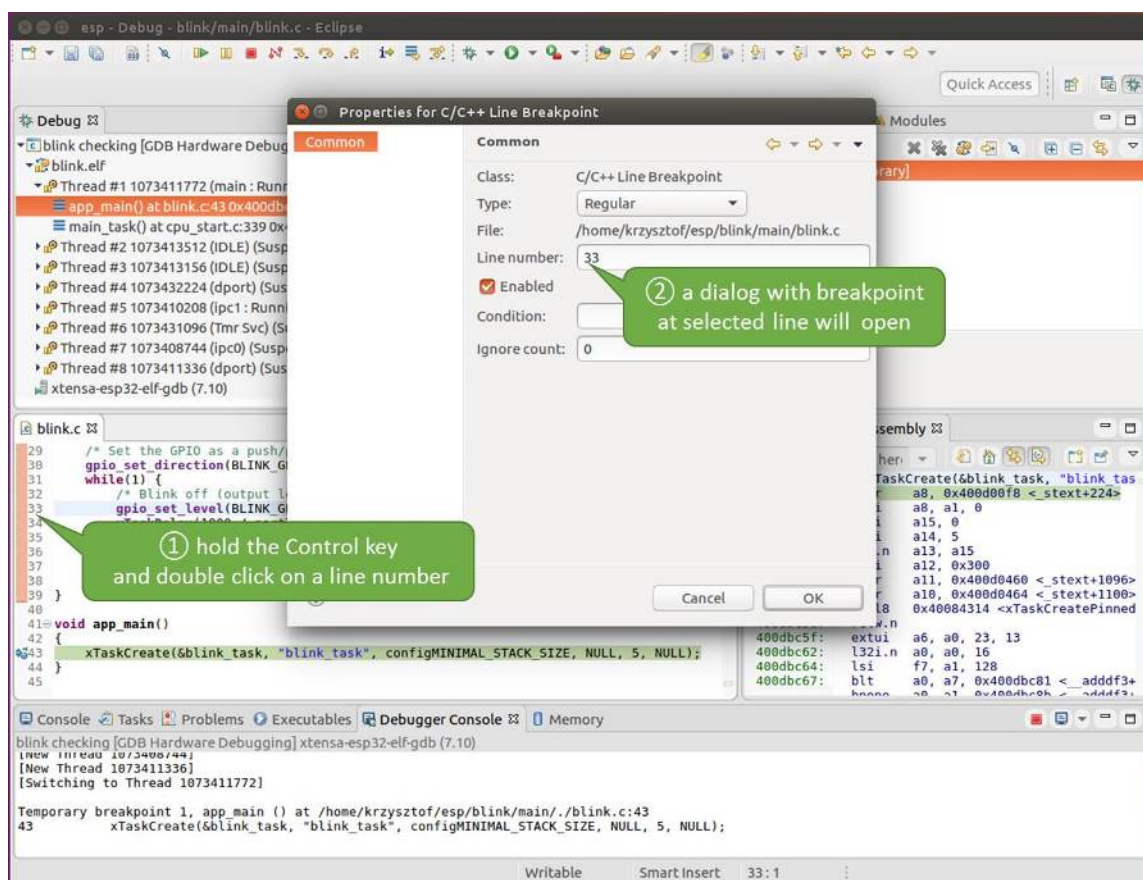 esp - Debug - blink/main/blink.c - Eclipse
Quick Access
Debug
blink checking [GDB Hardware Debug
blink.elf
Thread #1 1073411772 (main : Runn
app_main() at blink.c:43 0x400db
main_task() at cpu_start.c:339 0x4
Thread #2 1073413512 (IDLE) (Susp
Thread #3 1073413156 (IDLE) (Susp
Thread #4 1073432224 (dport) (Sus
Thread #5 1073410208 (ipc1 : Runni
Thread #6 1073431096 (Tmr Svc) (S
Thread #7 1073408744 (ipc0) (Susp
Thread #8 1073411336 (dport) (Sus
xtensa-esp32-elf-gdb (7.10)
Modules
rary]
Properties for C/C++ Line Breakpoint
Common
Common
Class: C/C++ Line Breakpoint
Type: Regular
File: /home/krzysztof/esp/blink/main/blink.c
Line number: 33
Enabled
Condition:
Ignore count: 0
② a dialog with breakpoint
at selected line will open
Cancel OK
blink.c
29 /* Set the GPIO as a push/
30 gpio_set_direction(BLINK_G
31 while(1) {
32 /* Blink off (output l
33 gpio_set_level(BLINK_G
34
35
36
37
38
39 }
40
41 void app_main()
42 {
43 xTaskCreate(&blink_task, "blink_task", configMINIMAL_STACK_SIZE, NULL, 5, NULL);
44 }
45
① hold the Control key
and double click on a line number
ssembly
her
TaskCreate(&blink_task, "blink_tas
a8, 0x400d00f8 <_stext+224>
a8, a1, 0
a15, 0
a14, 5
.n a13, a15
a12, 0x300
a11, 0x400d0460 <_stext+1096>
a10, 0x400d0464 <_stext+1100>
l8 0x40084314 <xTaskCreatePinned
400dbc5f: extui a6, a0, 23, 13
400dbc62: l32i.n a0, a0, 16
400dbc64: lsi f7, a1, 128
400dbc67: blt a0, a7, 0x400dbc81 <__adddf3+
Console Tasks Problems Executables Debugger Console Memory
blink checking [GDB Hardware Debugging] xtensa-esp32-elf-gdb (7.10)
[New Thread 1073408744]
[New Thread 1073411336]
[Switching to Thread 1073411772]
Temporary breakpoint 1, app_main () at /home/krzysztof/esp/blink/main/./blink.c:43
43 xTaskCreate(&blink_task, "blink_task", configMINIMAL_STACK_SIZE, NULL, 5, NULL);
Writable Smart Insert 33 : 1